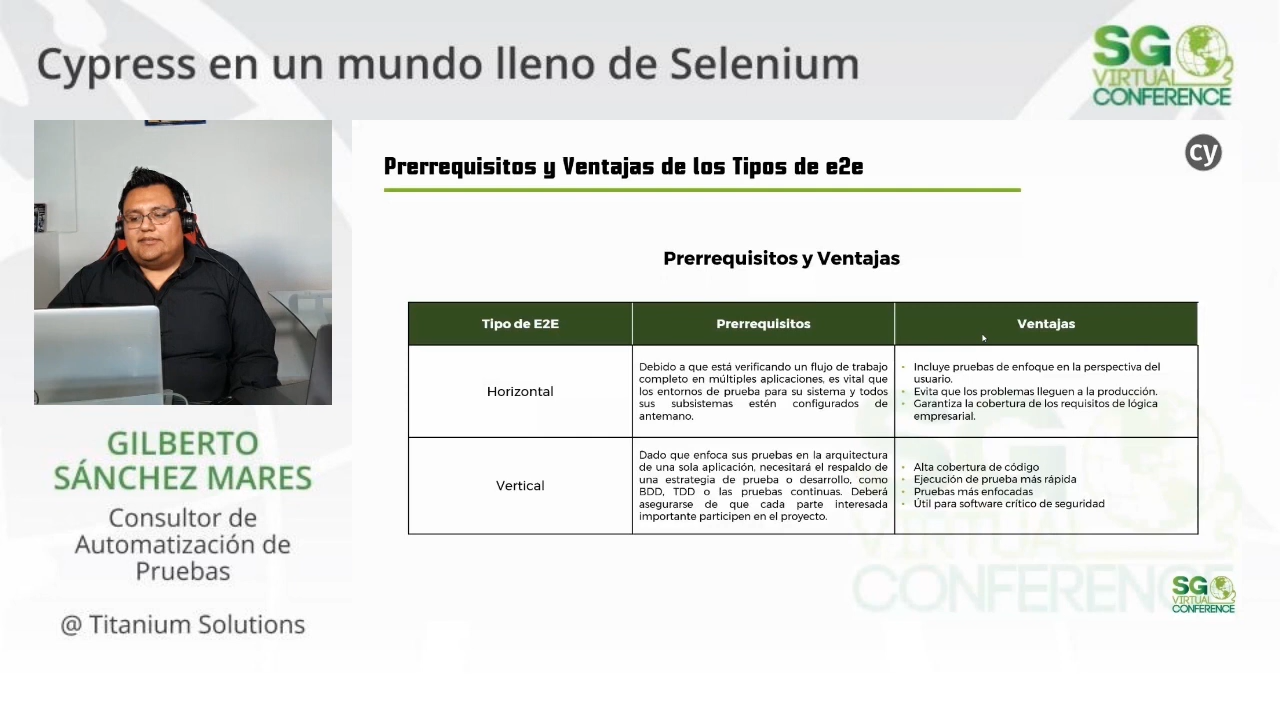 Cypress en un mundo lleno de Selenium
SG
VIRTUAL
CONFERENCE
Prerrequisitos y Ventajas de los Tipos de e2e
cy
Prerrequisitos y Ventajas
Tipo de E2E
Prerrequisitos
Ventajas
Horizontal
Debido a que está verificando un flujo de trabajo
completo en múltiples aplicaciones, es vital que
los entornos de prueba para su sistema y todos
sus subsistemas estén configurados de
antemano.
• Incluye pruebas de enfoque en la perspectiva del
usuario.
• Evita que los problemas lleguen a la producción.
• Garantiza la cobertura de los requisitos de lógica
empresarial.
Vertical
Dado que enfoca sus pruebas en la arquitectura
de una sola aplicación, necesitará el respaldo de
una estrategia de prueba o desarrollo, como
BDD, TDD o las pruebas continuas. Deberá
asegurarse de que cada parte interesada
importante participen en el proyecto.
• Alta cobertura de código
• Ejecución de prueba más rápida
• Pruebas más enfocadas
• Útil para software crítico de seguridad
GILBERTO
SÁNCHEZ MARES
Consultor de
Automatización de
Pruebas
@ Titanium Solutions
SG
VIRTUAL
CONFERENCE
SG
VIRTUAL
CONFERENCE